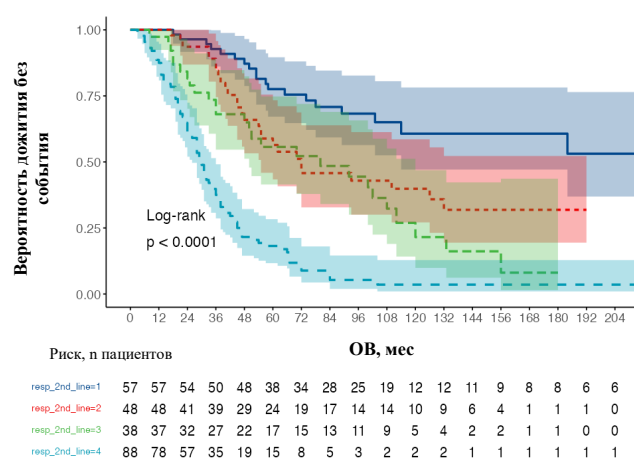 Вероятность дожития без
события
1.00
0.75
0.50
0.25
0.00
Log-rank
p < 0.0001
0 12 24 36 48 60 72 84 96 108 120 132 144 156 168 180 192 204
Риск, n пациентов
ОВ, мес
resp_2nd_line=1 57 57 54 50 48 38 34 28 25 19 12 12 11 9 8 8 6 6
resp_2nd_line=2 48 48 41 39 29 24 19 17 14 14 10 9 6 4 1 1 1 0
resp_2nd_line=3 38 37 32 27 22 17 15 13 11 9 5 4 2 2 1 1 0 0
resp_2nd_line=4 88 78 57 35 19 15 8 5 3 2 2 2 1 1 1 1 1 1